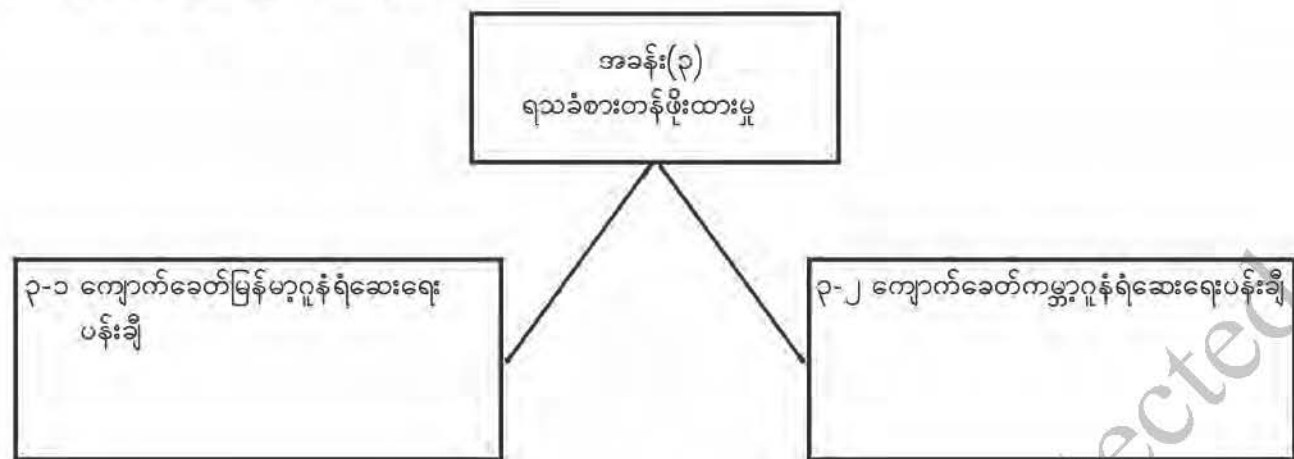 အခန်း(၃)
ရသခံစားတန်ဖိုးထားမှု
၃-၁ ကျောက်ခေတ်မြန်မာ့ဂူနံရံဆေးရေး
ပန်းချီ
၃-၂ ကျောက်ခေတ်ကမ္ဘာ့ဂူနံရံဆေးရေးပန်းချီ